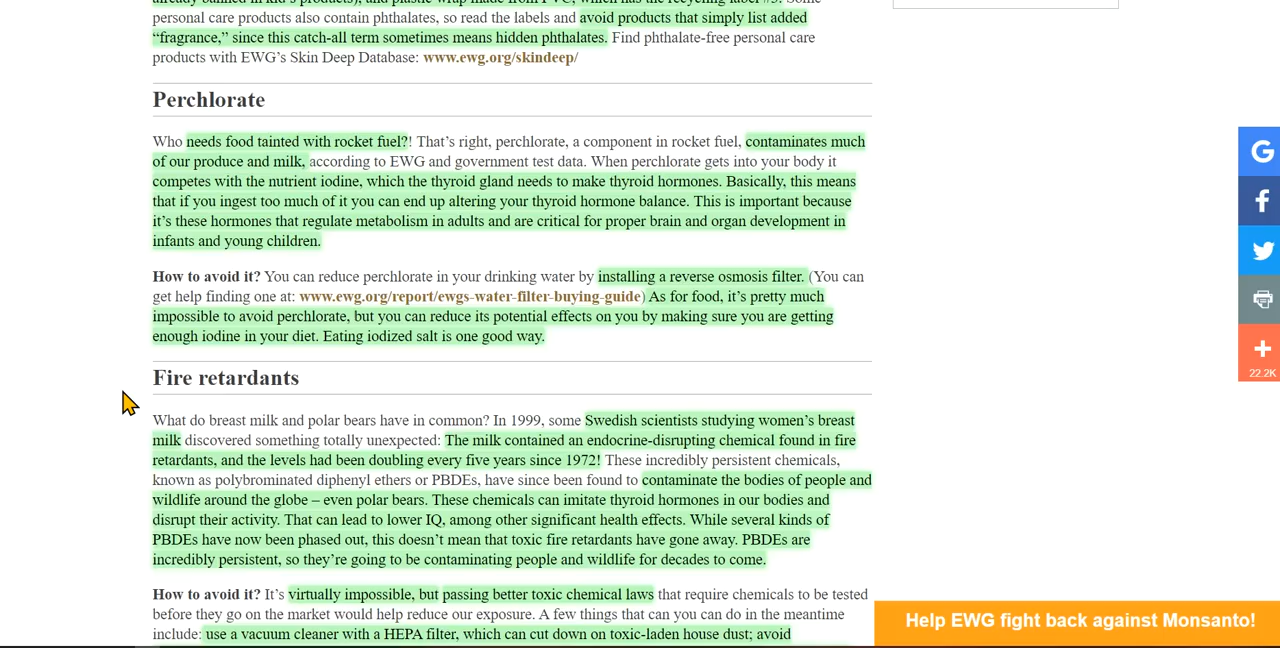 already banned in kid's products), and plastic wrap made from PVC, which has the recycling label #3. Some
personal care products also contain phthalates, so read the labels and avoid products that simply list added
“fragrance,” since this catch-all term sometimes means hidden phthalates. Find phthalate-free personal care
products with EWG’s Skin Deep Database: www.ewg.org/skindeep/
Perchlorate
Who needs food tainted with rocket fuel?! That’s right, perchlorate, a component in rocket fuel, contaminates much
of our produce and milk, according to EWG and government test data. When perchlorate gets into your body it
competes with the nutrient iodine, which the thyroid gland needs to make thyroid hormones. Basically, this means
that if you ingest too much of it you can end up altering your thyroid hormone balance. This is important because
it’s these hormones that regulate metabolism in adults and are critical for proper brain and organ development in
infants and young children.
How to avoid it? You can reduce perchlorate in your drinking water by installing a reverse osmosis filter. (You can
get help finding one at: www.ewg.org/report/ewgs-water-filter-buying-guide) As for food, it’s pretty much
impossible to avoid perchlorate, but you can reduce its potential effects on you by making sure you are getting
enough iodine in your diet. Eating iodized salt is one good way.
Fire retardants
What do breast milk and polar bears have in common? In 1999, some Swedish scientists studying women’s breast
milk discovered something totally unexpected: The milk contained an endocrine-disrupting chemical found in fire
retardants, and the levels had been doubling every five years since 1972! These incredibly persistent chemicals,
known as polybrominated diphenyl ethers or PBDEs, have since been found to contaminate the bodies of people and
wildlife around the globe – even polar bears. These chemicals can imitate thyroid hormones in our bodies and
disrupt their activity. That can lead to lower IQ, among other significant health effects. While several kinds of
PBDEs have now been phased out, this doesn’t mean that toxic fire retardants have gone away. PBDEs are
incredibly persistent, so they’re going to be contaminating people and wildlife for decades to come.
How to avoid it? It’s virtually impossible, but passing better toxic chemical laws that require chemicals to be tested
before they go on the market would help reduce our exposure. A few things that can you can do in the meantime
include: use a vacuum cleaner with a HEPA filter, which can cut down on toxic-laden house dust; avoid
22.2K
Help EWG fight back against Monsanto!